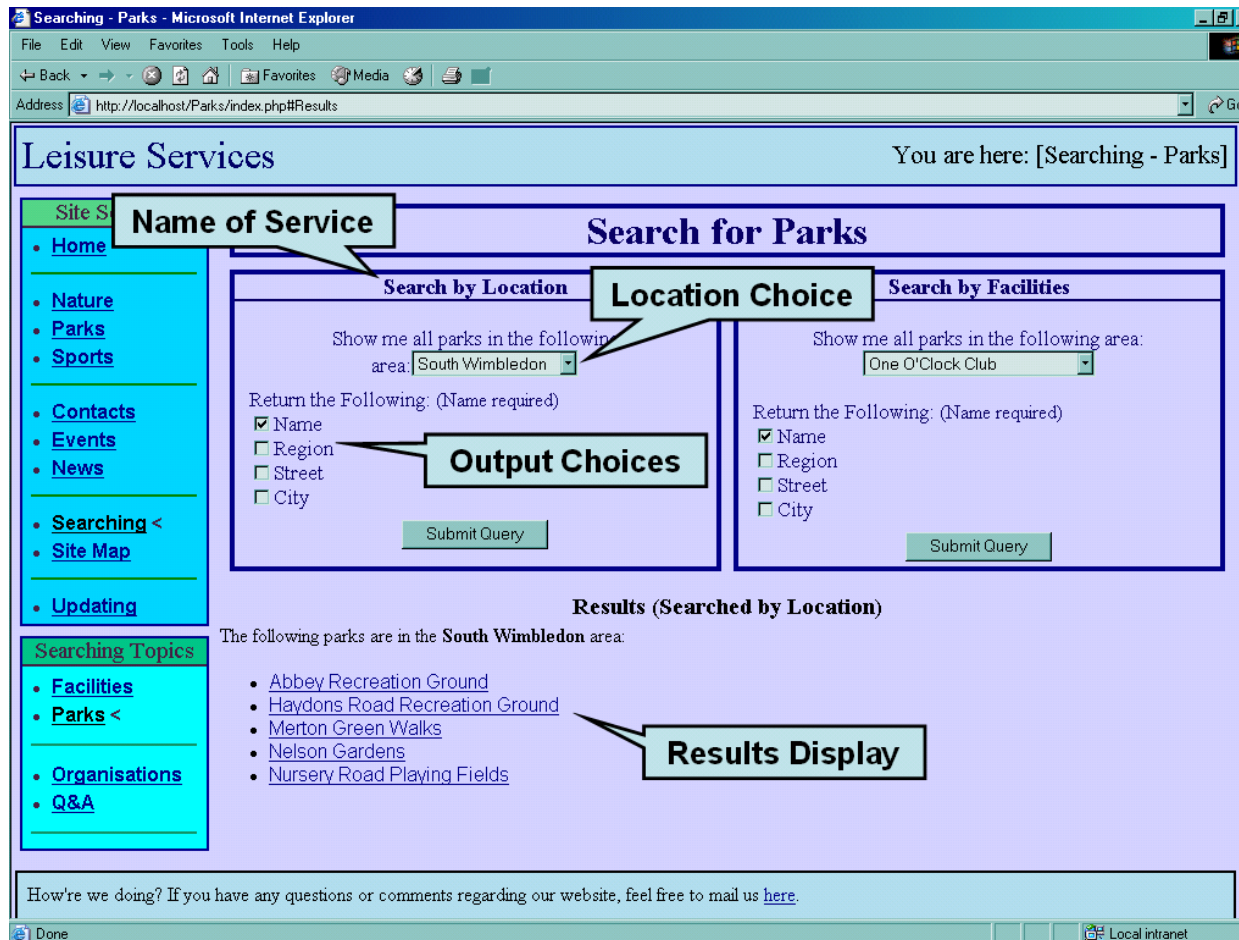 Searching - Parks - Microsoft Internet Explorer
File Edit View Favorites Tools Help
Back Favorites Media
Address http://localhost/Parks/index.php#Results
Leisure Services
You are here: [Searching - Parks]
Site
Home
Nature
Parks
Sports
Contacts
Events
News
Searching <
Site Map
Updating
Searching Topics
Facilities
Parks <
Organisations
Q&A
Name of Service
Search for Parks
Search by Location
Location Choice
Show me all parks in the following
area: South Wimbledon
Return the Following: (Name required)
Name
Region
Street
City
Output Choices
Submit Query
Search by Facilities
Show me all parks in the following area:
One O'Clock Club
Return the Following: (Name required)
Name
Region
Street
City
Submit Query
Results (Searched by Location)
The following parks are in the South Wimbledon area:
Abbey Recreation Ground
Haydons Road Recreation Ground
Merton Green Walks
Nelson Gardens
Nursery Road Playing Fields
Results Display
How're we doing? If you have any questions or comments regarding our website, feel free to mail us here.
Done
Local intranet